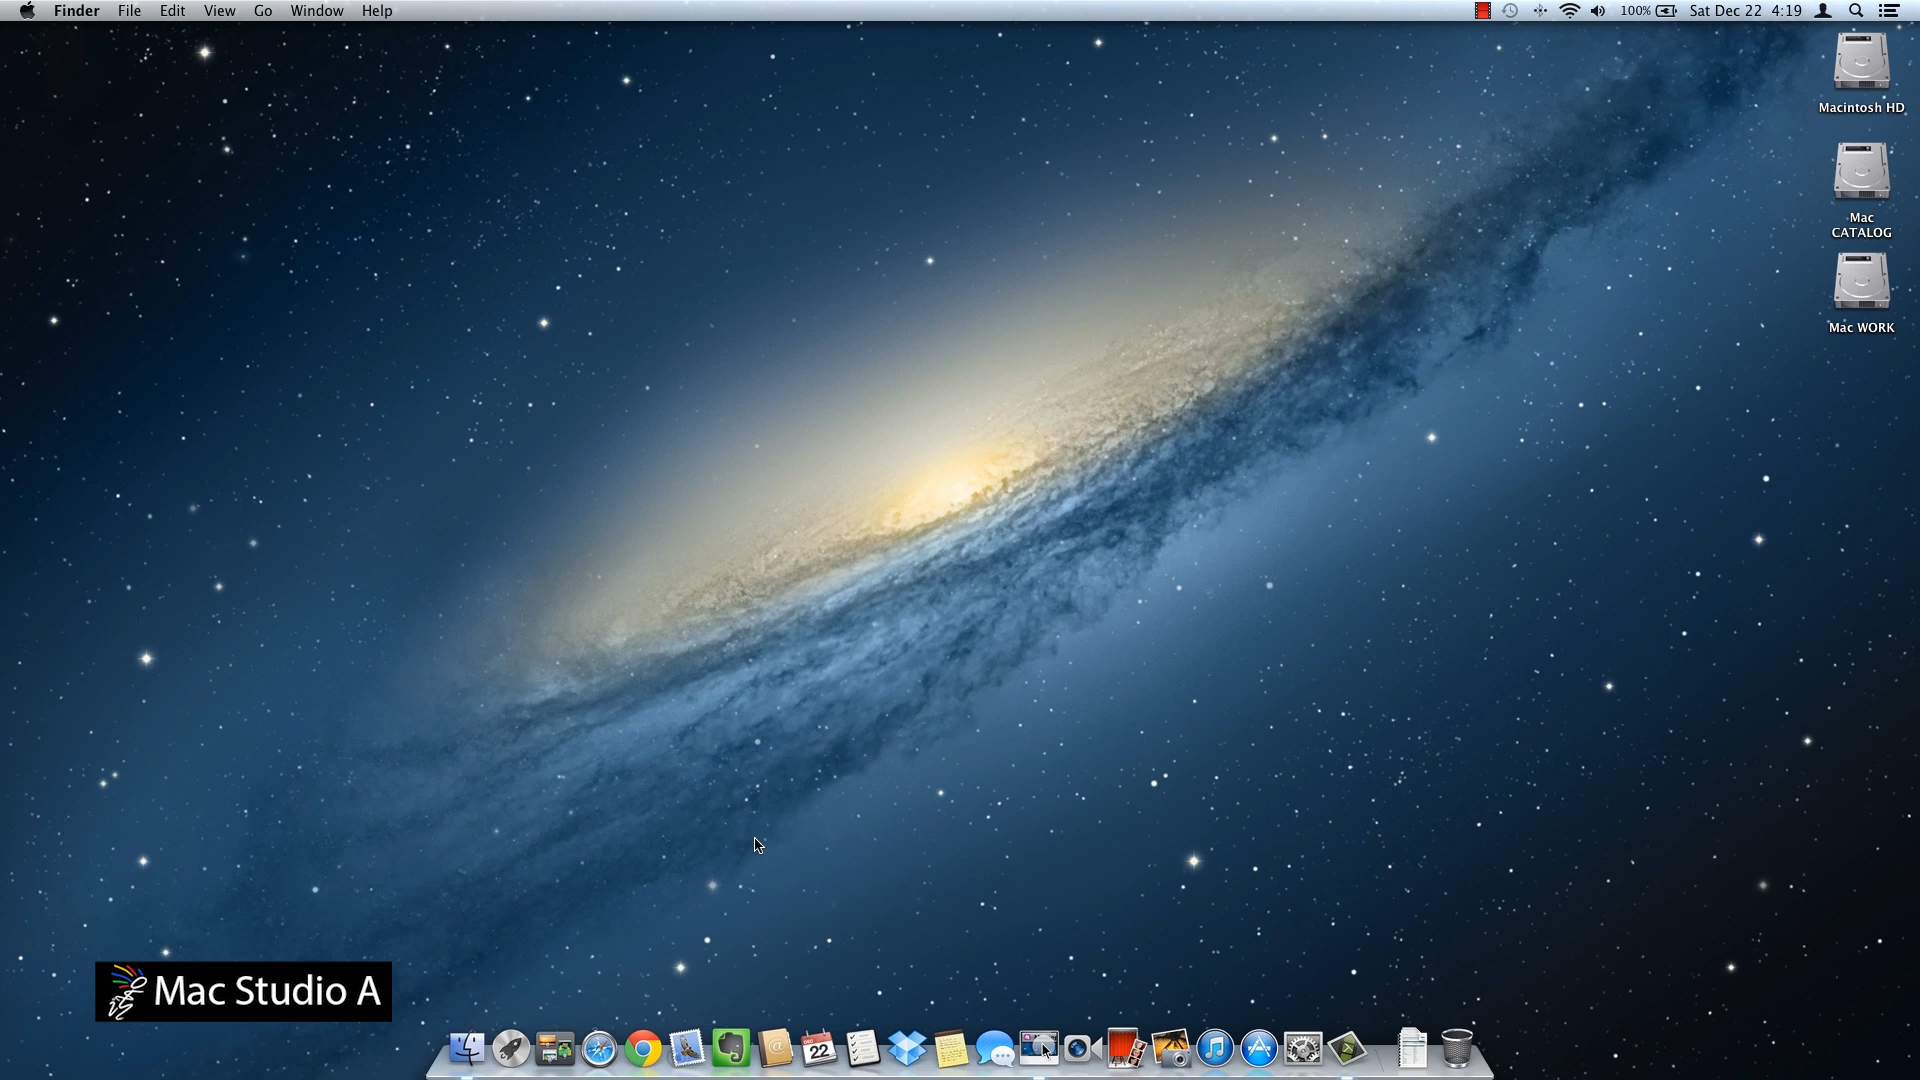 Finder File Edit View Go Window Help
100% Sat Dec 22 4:19
Macintosh HD
Mac
CATALOG
Mac WORK
Mac Studio A
DEC
22
@